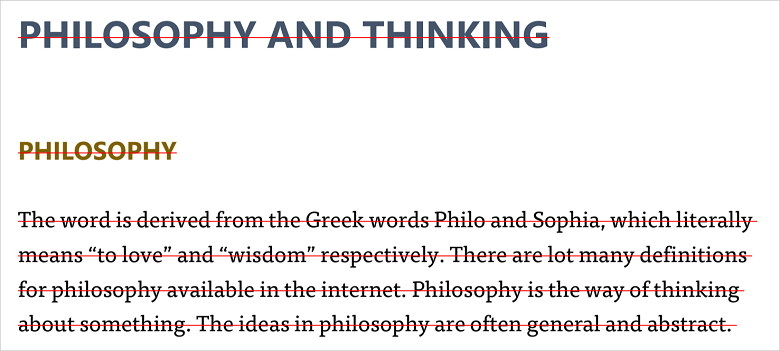 PHILOSOPHY AND THINKING
PHILOSOPHY
The word is derived from the Greek words Philo and Sophia, which literally
means “to love” and “wisdom” respectively. There are lot many definitions
for philosophy available in the internet. Philosophy is the way of thinking
about something. The ideas in philosophy are often general and abstract.